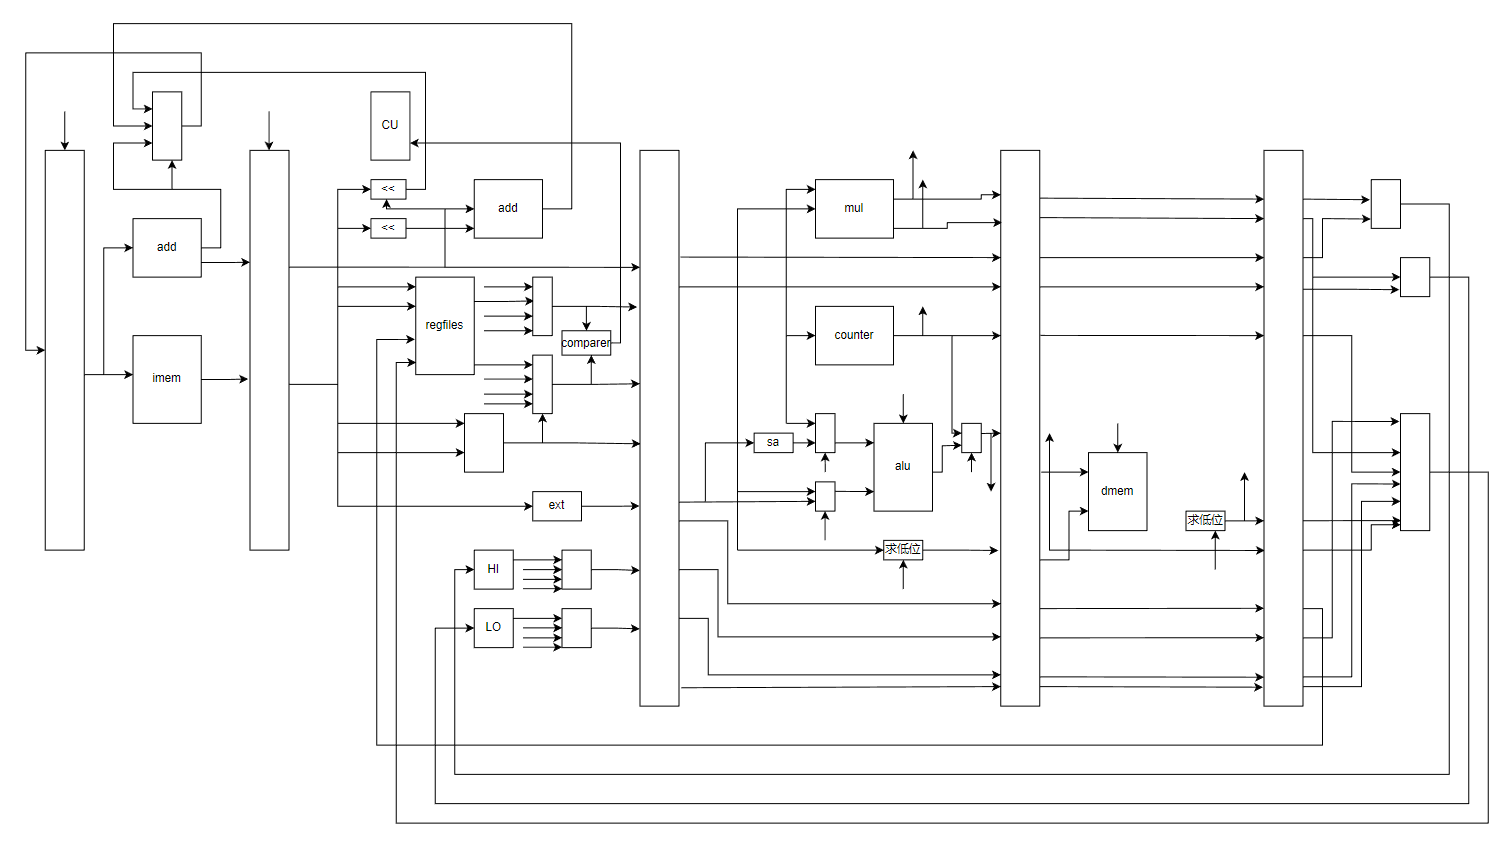 CU
<<
add
mul
<<
add
regfiles
counter
comparer
imem
sa
alu
dmem
ext
求低位
求低位
HI
LO